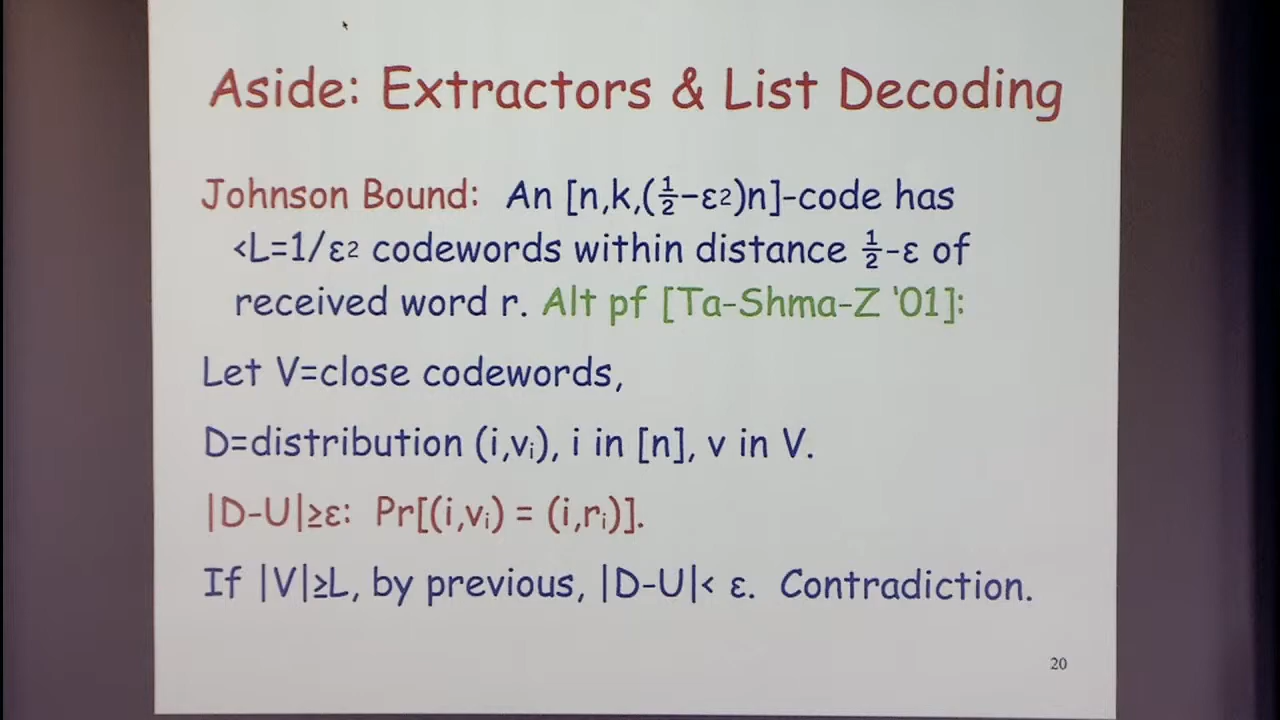 Aside: Extractors & List Decoding
Johnson Bound: An [n,k,(½-ε²)n]-code has
<L=1/ε² codewords within distance ½-ε of
received word r. Alt pf [Ta-Shma-Z '01]:
Let V=close codewords,
D=distribution (i,vᵢ), i in [n], v in V.
|D-U|≥ε: Pr[(i,vᵢ) = (i,rᵢ)].
If |V|≥L, by previous, |D-U|< ε. Contradiction.
20